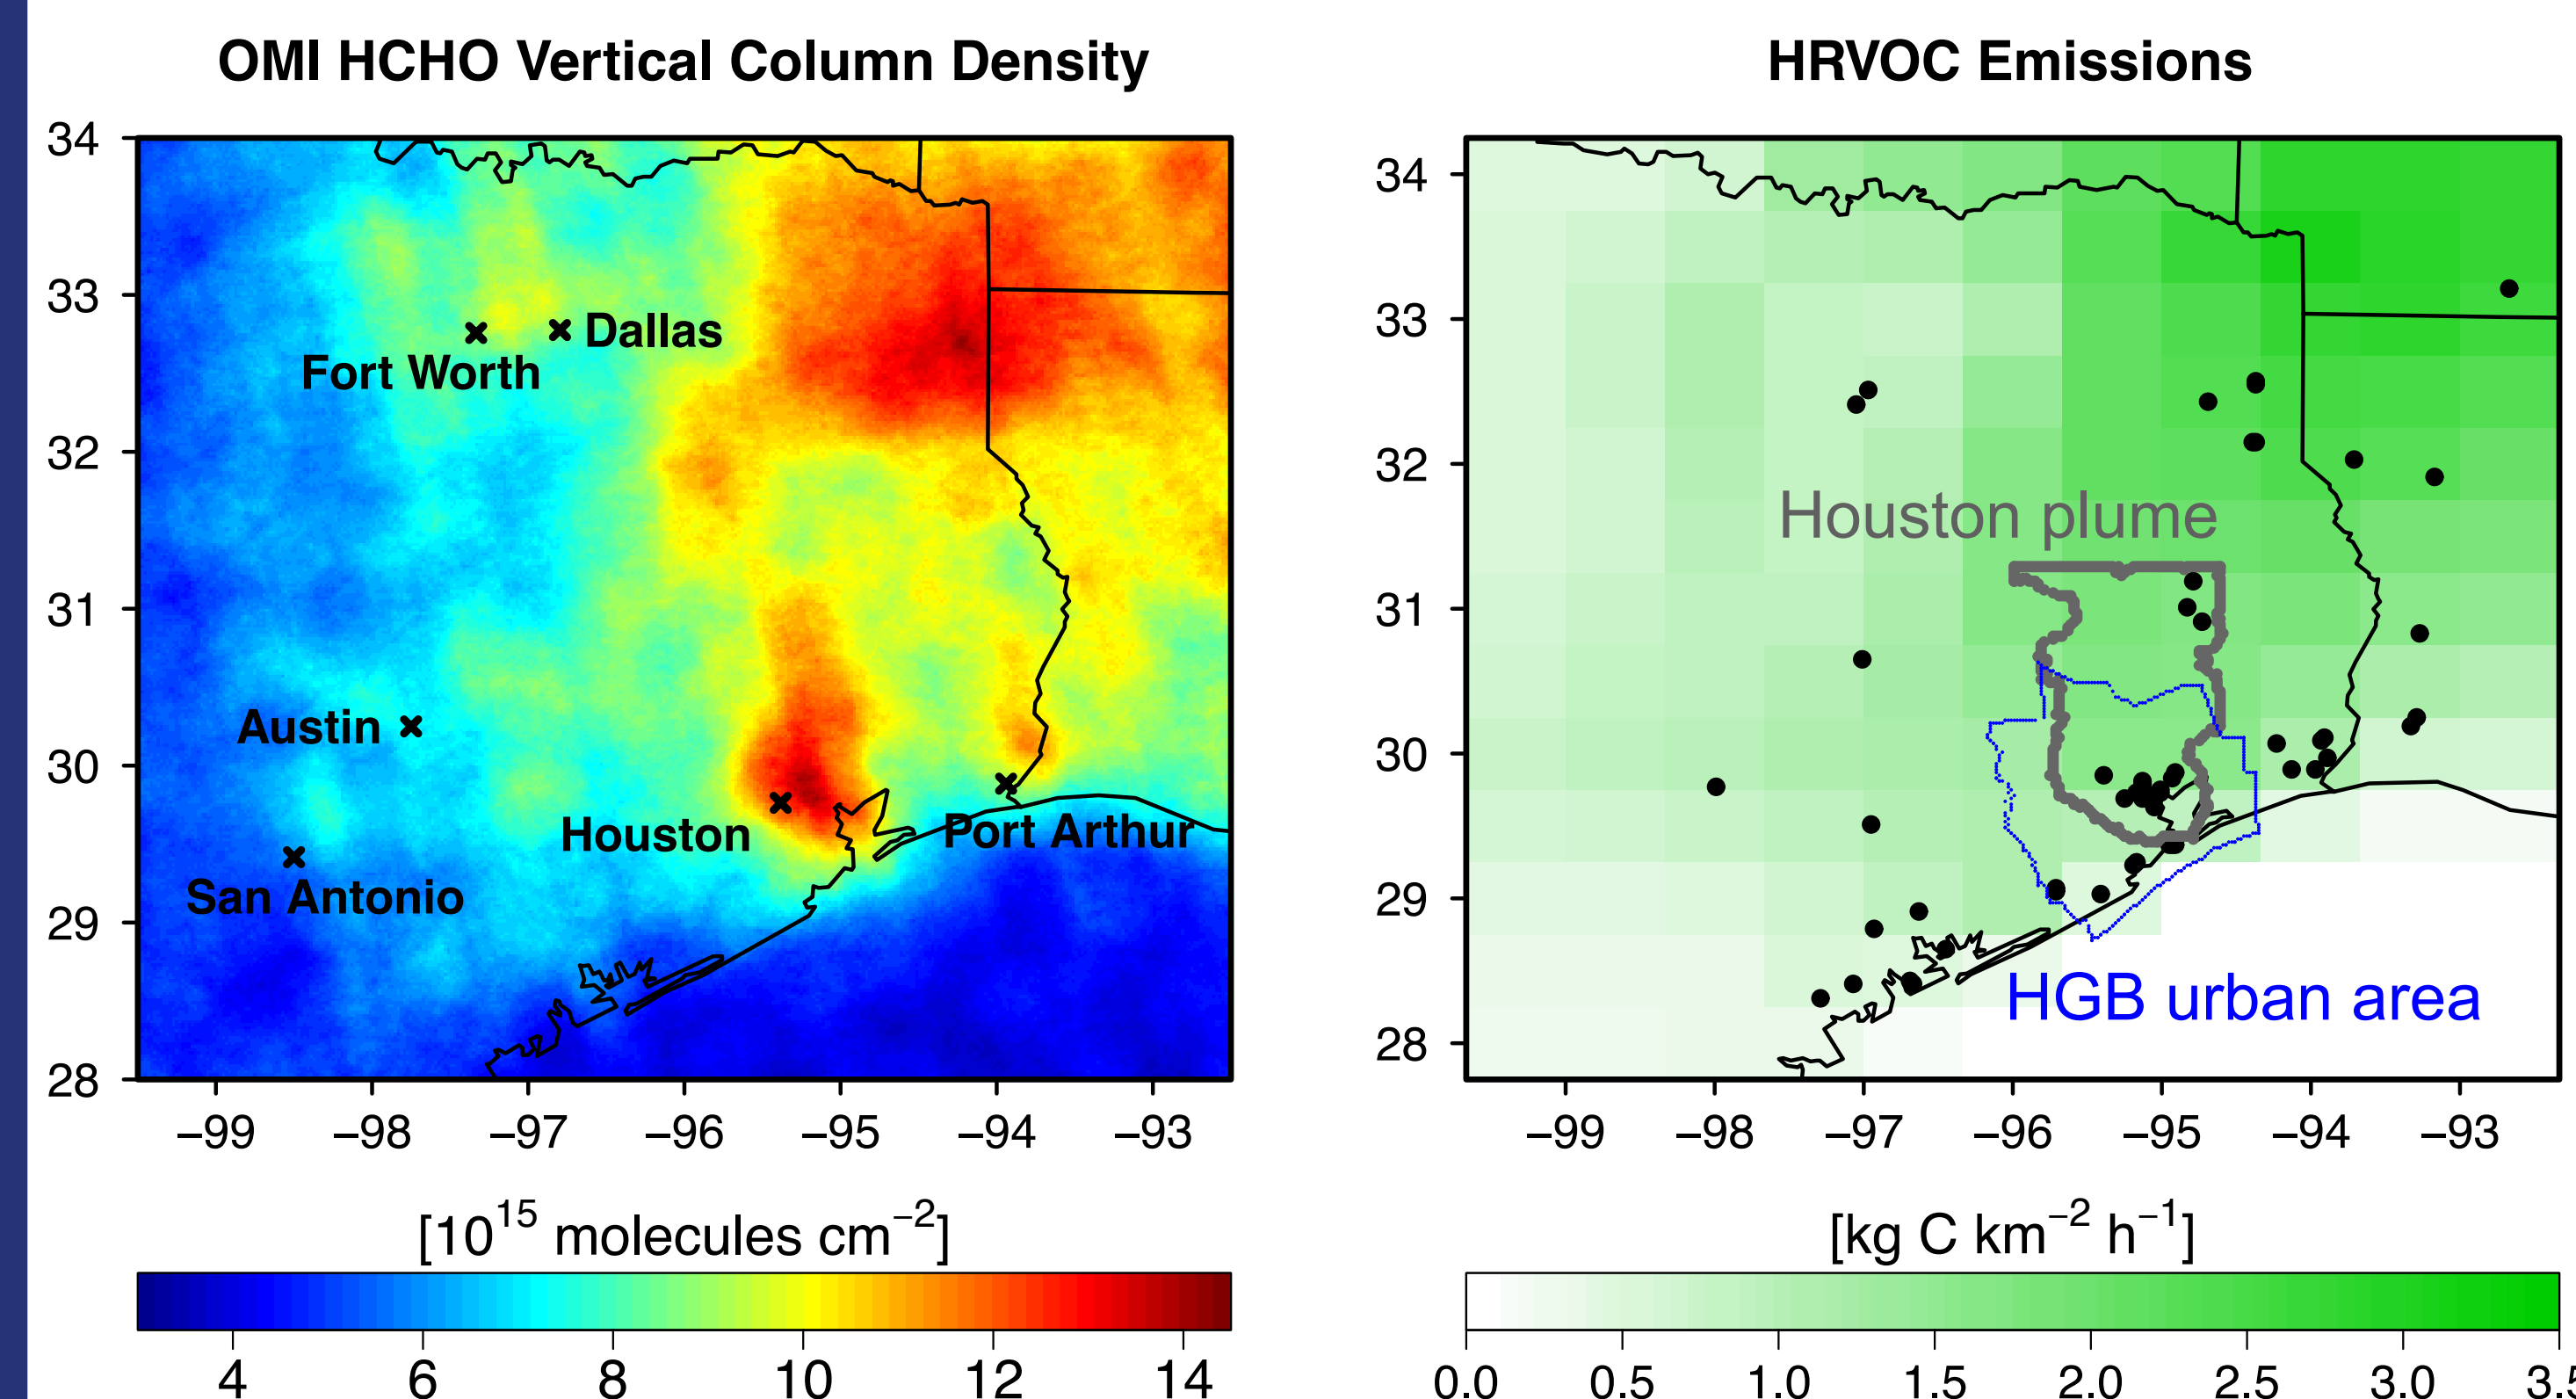 OMI HCHO Vertical Column Density
34
33
32
31
30
29
28
Dallas
Fort Worth
Austin
San Antonio
Houston
Port Arthur
–99 –98 –97 –96 –95 –94 –93
[10¹⁵ molecules cm⁻²]
4 6 8 10 12 14
HRVOC Emissions
34
33
32
31
30
29
28
Houston plume
HGB urban area
–99 –98 –97 –96 –95 –94 –93
[kg C km⁻² h⁻¹]
0.0 0.5 1.0 1.5 2.0 2.5 3.0 3.5